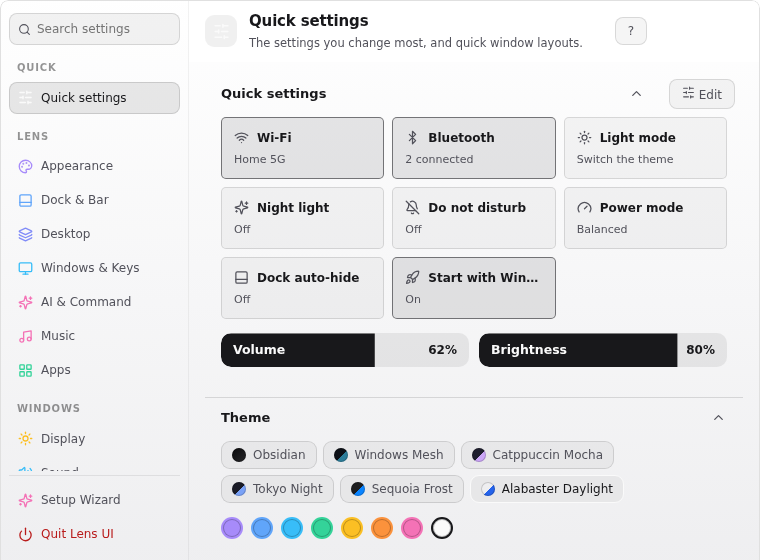 Search settings
QUICK
Quick settings
LENS
Appearance
Dock & Bar
Desktop
Windows & Keys
AI & Command
Music
Apps
WINDOWS
Display
Sound
Setup Wizard
Quit Lens UI
Quick settings
The settings you change most, and quick window layouts.
?
Quick settings
Edit
Wi-Fi
Home 5G
Bluetooth
2 connected
Light mode
Switch the theme
Night light
Off
Do not disturb
Off
Power mode
Balanced
Dock auto-hide
Off
Start with Win...
On
Volume 62%
Brightness 80%
Theme
Obsidian
Windows Mesh
Catppuccin Mocha
Tokyo Night
Sequoia Frost
Alabaster Daylight